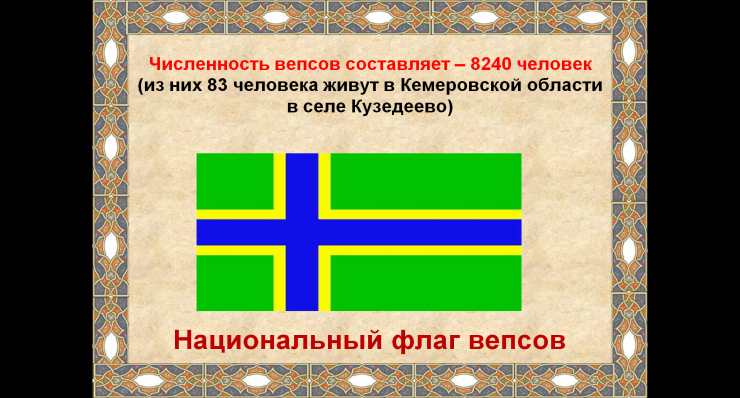 Численность вепсов составляет – 8240 человек
(из них 83 человека живут в Кемеровской области
в селе Кузедеево)
Национальный флаг вепсов